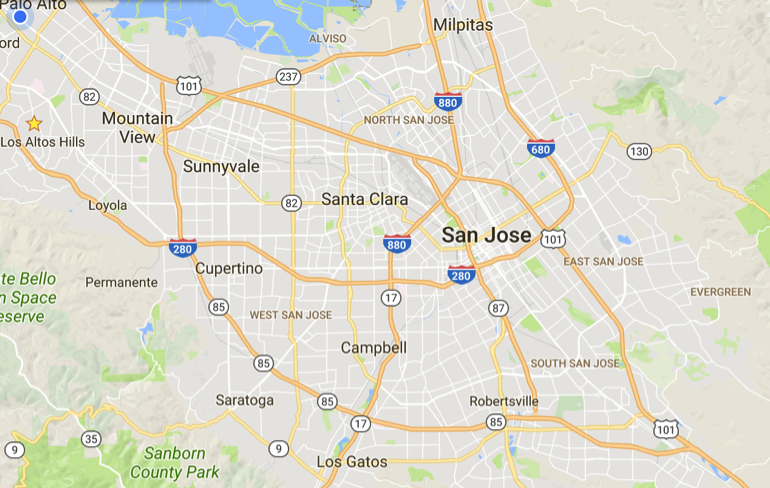 Palo Alto
ord
Milpitas
ALVISO
237
101
82
880
Mountain
View
NORTH SAN JOSE
680
130
Los Altos Hills
Sunnyvale
Loyola
82
Santa Clara
San Jose
101
280
880
280
EAST SAN JOSE
Cupertino
te Bello
n Space
eserve
Permanente
EVERGREEN
85
17
87
WEST SAN JOSE
Campbell
85
SOUTH SAN JOSE
Saratoga
85
Robertsville
17
85
101
35
9
9
Sanborn
County Park
Los Gatos